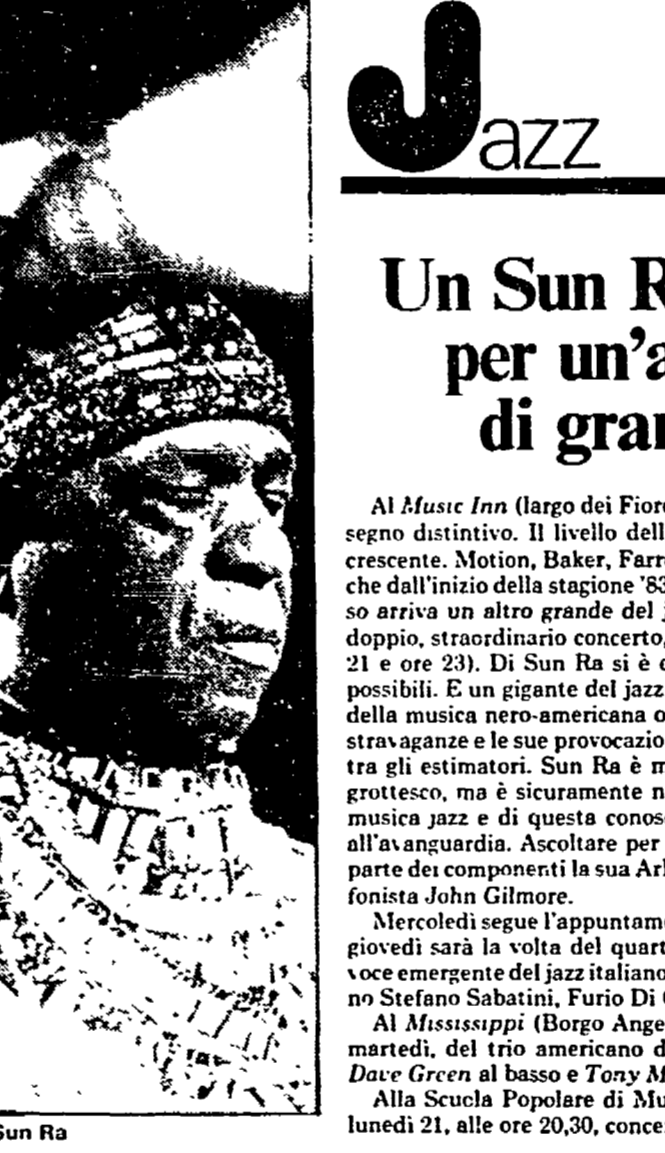 Jazz
Un Sun R
per un'a
di gran
Al Music Inn (largo dei Fiore
segno distintivo. Il livello dell
crescente. Motion, Baker, Farr
che dall'inizio della stagione '83
so arriva un altro grande del j
doppio, straordinario concerto,
21 e ore 23). Di Sun Ra si è d
possibili. E un gigante del jazz
della musica nero-americana o
stravaganze e le sue provocazio
tra gli estimatori. Sun Ra è m
grottesco, ma è sicuramente n
musica jazz e di questa conos
all'avanguardia. Ascoltare per
parte dei componenti la sua Ark
fonista John Gilmore.
Mercoledì segue l'appuntam
giovedì sarà la volta del quart
voce emergente del jazz italiano
no Stefano Sabatini, Furio Di C
Al Mississippi (Borgo Ange
martedì, del trio americano d
Dave Green al basso e Tony M
Alla Scuola Popolare di Mu
lunedì 21, alle ore 20,30, concer
Sun Ra